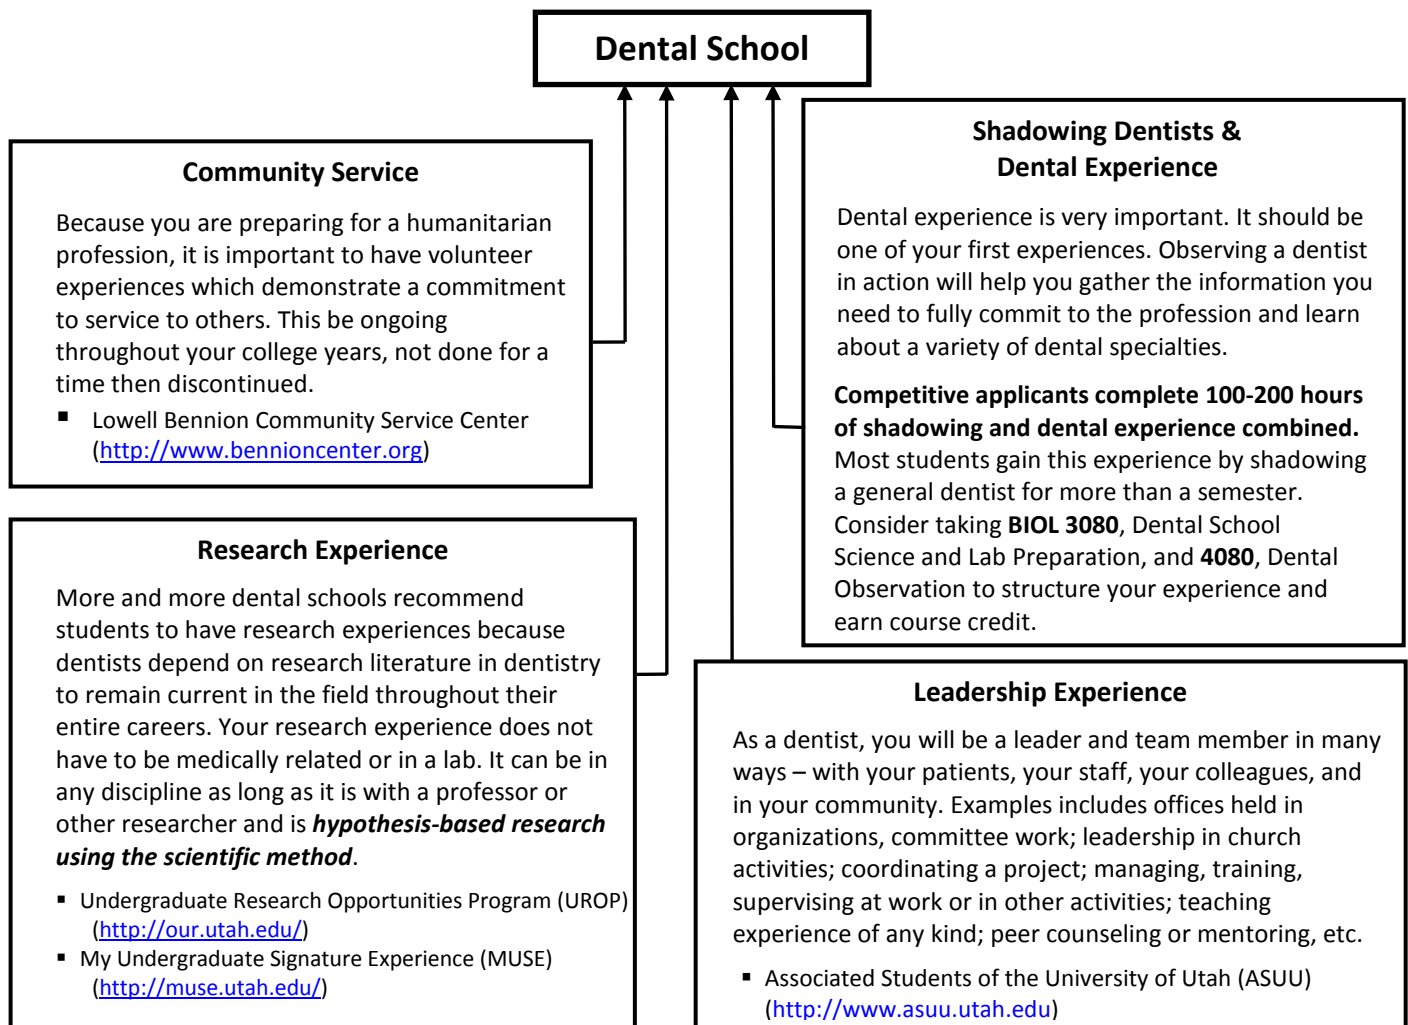 Dental School
Community Service
Because you are preparing for a humanitarian
profession, it is important to have volunteer
experiences which demonstrate a commitment
to service to others. This be ongoing
throughout your college years, not done for a
time then discontinued.
▪ Lowell Bennion Community Service Center
(http://www.bennioncenter.org)
Research Experience
More and more dental schools recommend
students to have research experiences because
dentists depend on research literature in dentistry
to remain current in the field throughout their
entire careers. Your research experience does not
have to be medically related or in a lab. It can be in
any discipline as long as it is with a professor or
other researcher and is hypothesis-based research
using the scientific method.
▪ Undergraduate Research Opportunities Program (UROP)
(http://our.utah.edu/)
▪ My Undergraduate Signature Experience (MUSE)
(http://muse.utah.edu/)
Shadowing Dentists &
Dental Experience
Dental experience is very important. It should be
one of your first experiences. Observing a dentist
in action will help you gather the information you
need to fully commit to the profession and learn
about a variety of dental specialties.
Competitive applicants complete 100-200 hours
of shadowing and dental experience combined.
Most students gain this experience by shadowing
a general dentist for more than a semester.
Consider taking BIOL 3080, Dental School
Science and Lab Preparation, and 4080, Dental
Observation to structure your experience and
earn course credit.
Leadership Experience
As a dentist, you will be a leader and team member in many
ways – with your patients, your staff, your colleagues, and
in your community. Examples includes offices held in
organizations, committee work; leadership in church
activities; coordinating a project; managing, training,
supervising at work or in other activities; teaching
experience of any kind; peer counseling or mentoring, etc.
▪ Associated Students of the University of Utah (ASUU)
(http://www.asuu.utah.edu)